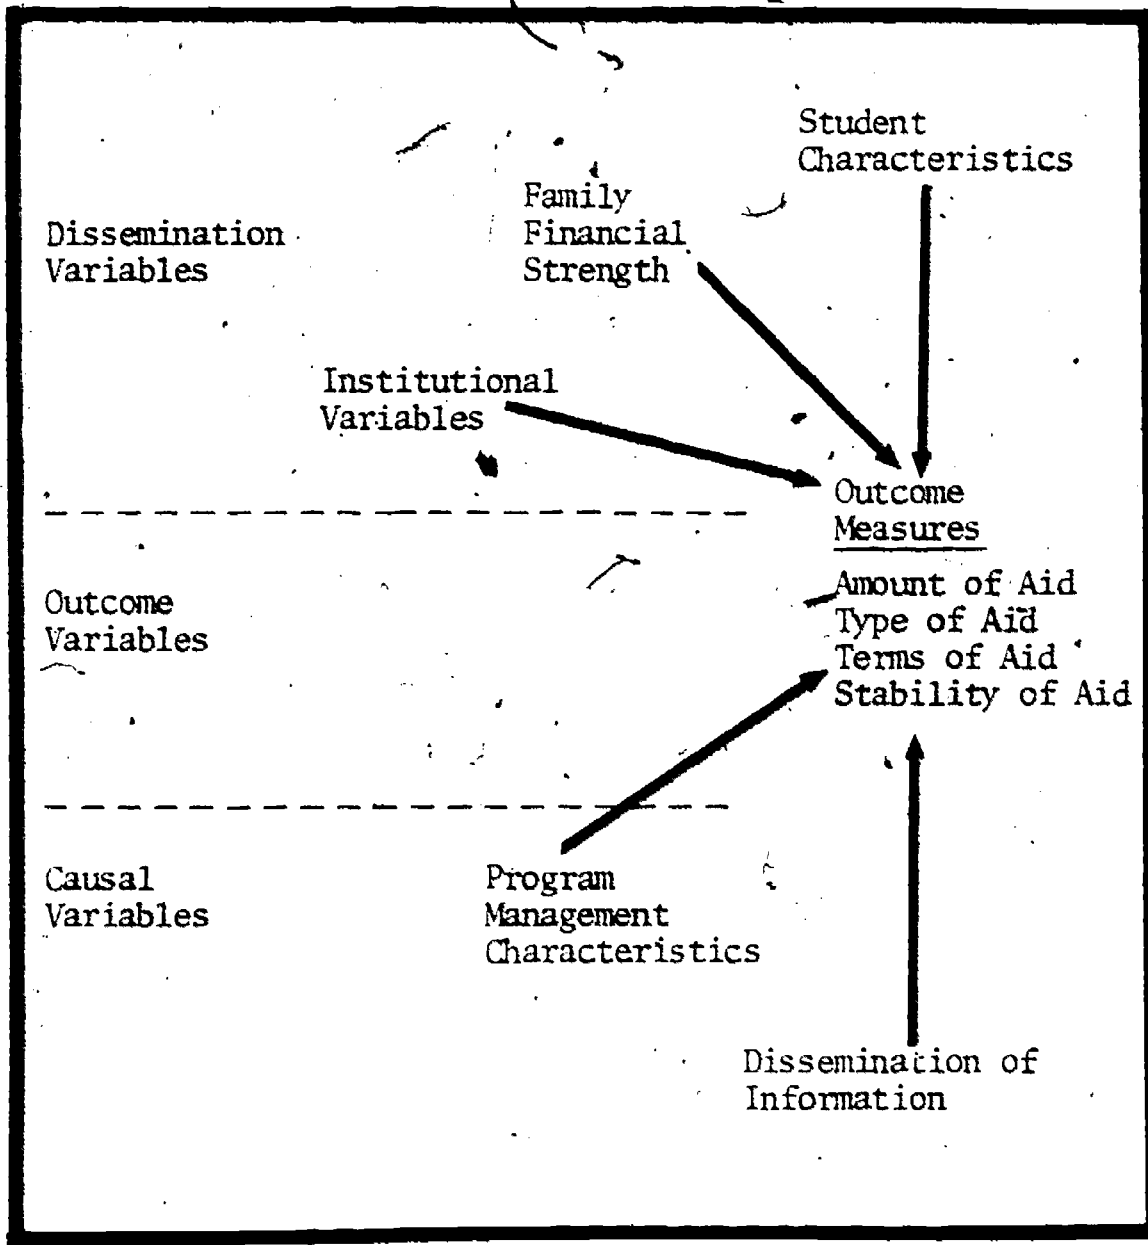 Student
Characteristics
Family
Financial
Strength
Dissemination
Variables
Institutional
Variables
Outcome
Measures
Amount of Aid
Type of Aid
Terms of Aid
Stability of Aid
Outcome
Variables
Causal
Variables
Program
Management
Characteristics
Dissemination of
Information